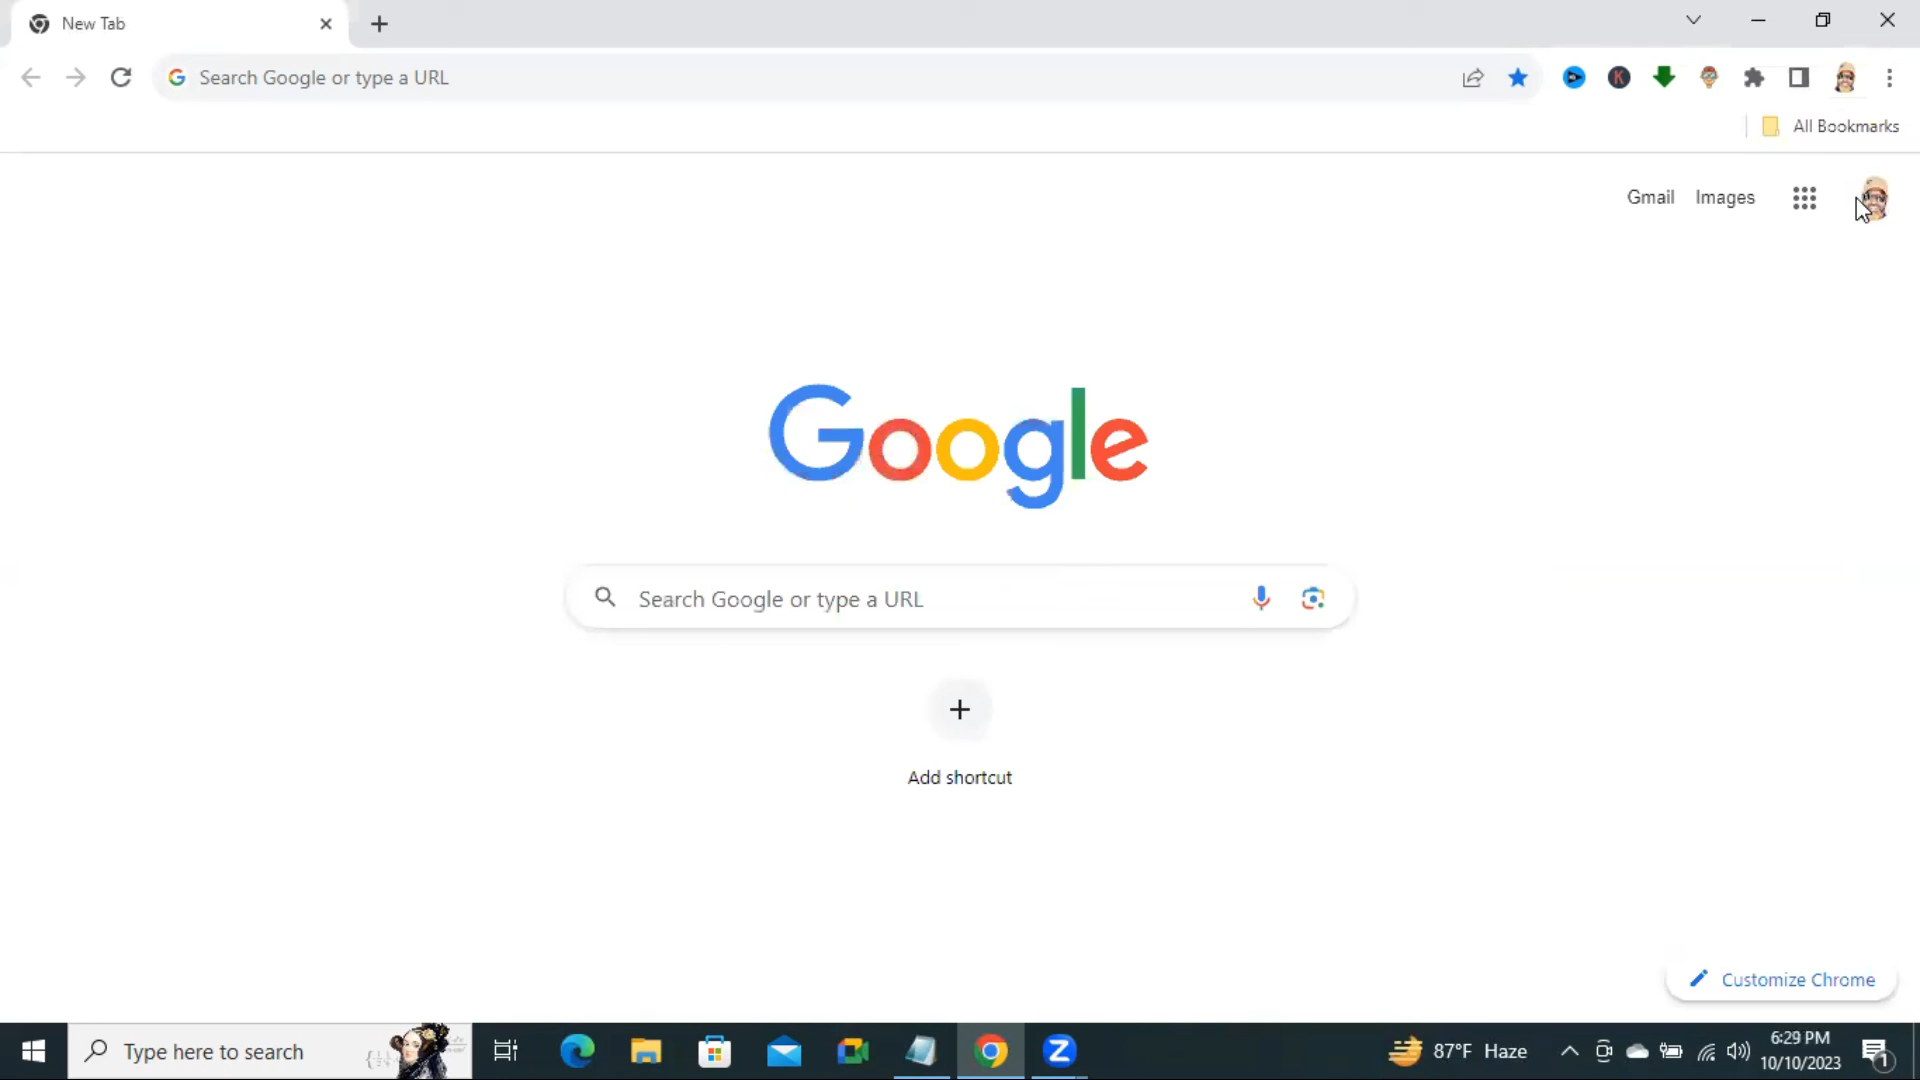 New Tab
Search Google or type a URL
K
All Bookmarks
Gmail Images
Google
Search Google or type a URL
Add shortcut
Customize Chrome
Type here to search
Z
87°F Haze
6:29 PM
10/10/2023
1